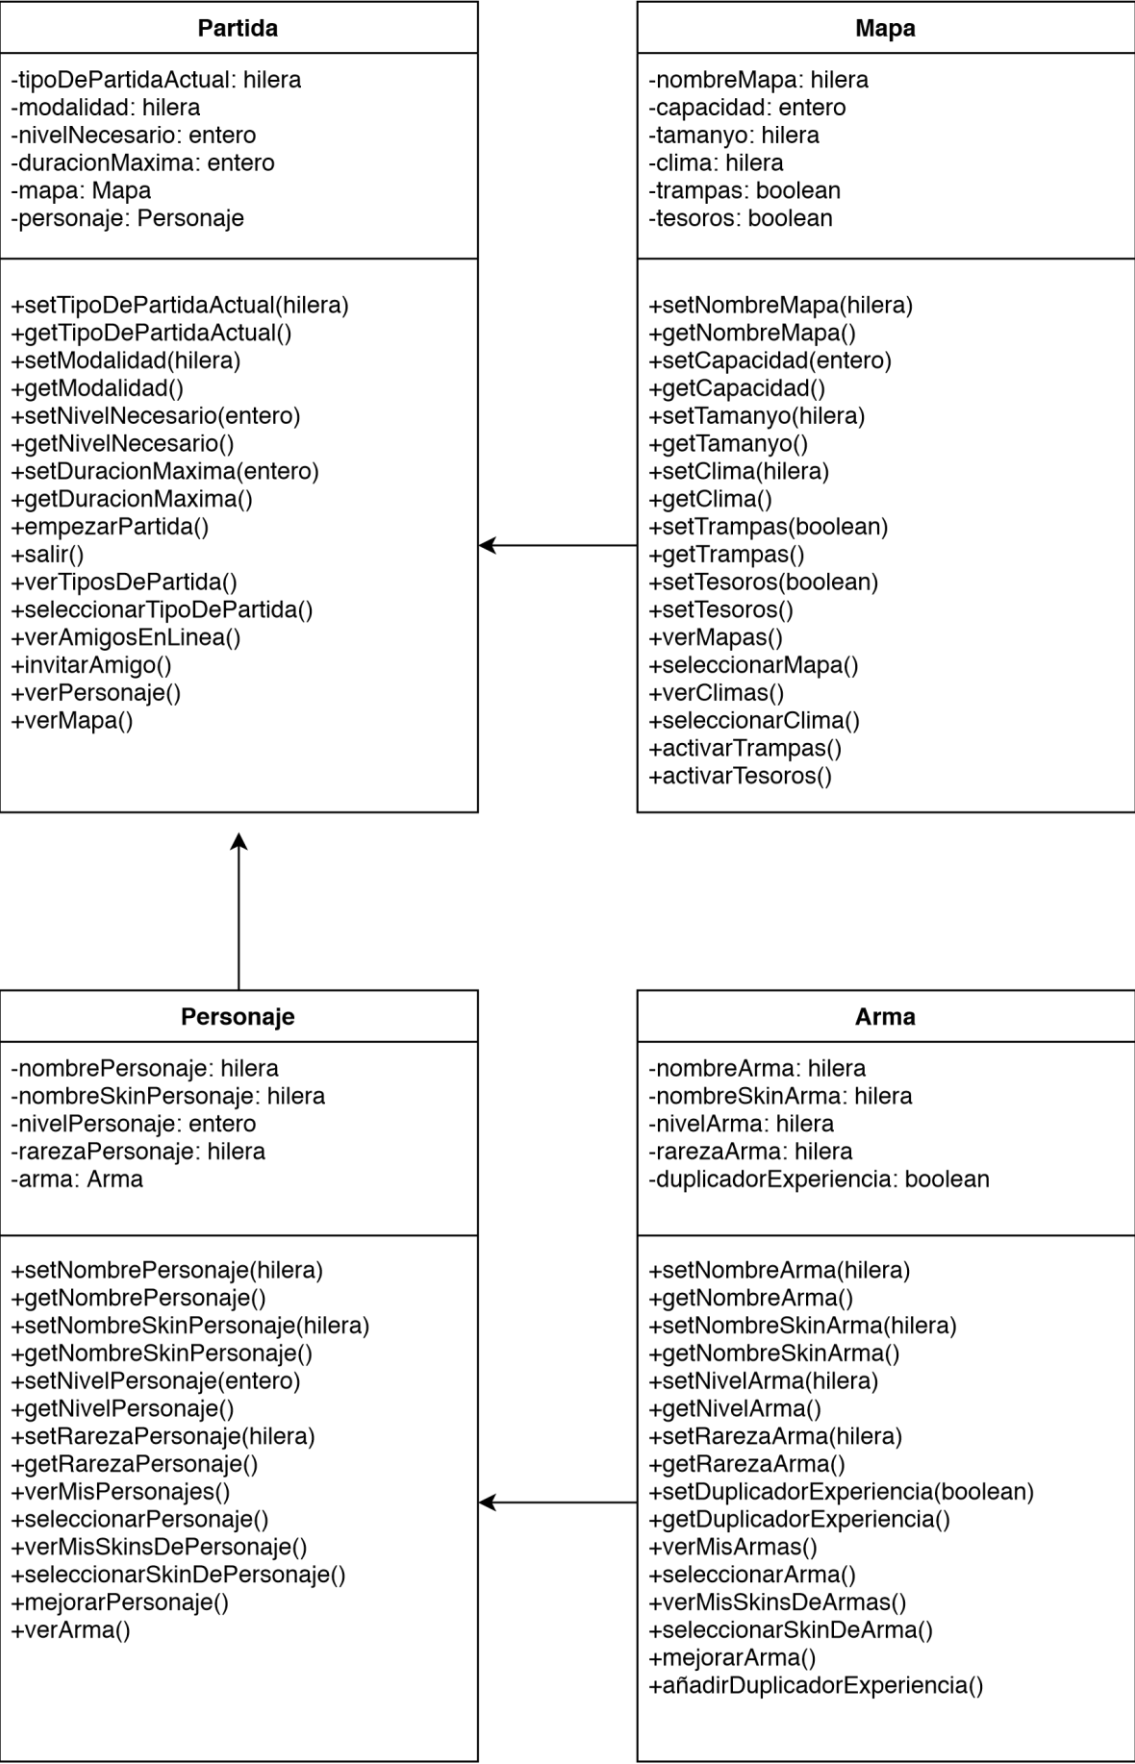 Partida
-tipoDePartidaActual: hilera
-modalidad: hilera
-nivelNecesario: entero
-duracionMaxima: entero
-mapa: Mapa
-personaje: Personaje
+setTipoDePartidaActual(hilera)
+getTipoDePartidaActual()
+setModalidad(hilera)
+getModalidad()
+setNivelNecesario(entero)
+getNivelNecesario()
+setDuracionMaxima(entero)
+getDuracionMaxima()
+empezarPartida()
+salir()
+verTiposDePartida()
+seleccionarTipoDePartida()
+verAmigosEnLinea()
+invitarAmigo()
+verPersonaje()
+verMapa()
Mapa
-nombreMapa: hilera
-capacidad: entero
-tamanyo: hilera
-clima: hilera
-trampas: boolean
-tesoros: boolean
+setNombreMapa(hilera)
+getNombreMapa()
+setCapacidad(entero)
+getCapacidad()
+setTamanyo(hilera)
+getTamanyo()
+setClima(hilera)
+getClima()
+setTrampas(boolean)
+getTrampas()
+setTesoros(boolean)
+setTesoros()
+verMapas()
+seleccionarMapa()
+verClimas()
+seleccionarClima()
+activarTrampas()
+activarTesoros()
Personaje
-nombrePersonaje: hilera
-nombreSkinPersonaje: hilera
-nivelPersonaje: entero
-rarezaPersonaje: hilera
-arma: Arma
+setNombrePersonaje(hilera)
+getNombrePersonaje()
+setNombreSkinPersonaje(hilera)
+getNombreSkinPersonaje()
+setNivelPersonaje(entero)
+getNivelPersonaje()
+setRarezaPersonaje(hilera)
+getRarezaPersonaje()
+verMisPersonajes()
+seleccionarPersonaje()
+verMisSkinsDePersonaje()
+seleccionarSkinDePersonaje()
+mejorarPersonaje()
+verArma()
Arma
-nombreArma: hilera
-nombreSkinArma: hilera
-nivelArma: hilera
-rarezaArma: hilera
-duplicadorExperiencia: boolean
+setNombreArma(hilera)
+getNombreArma()
+setNombreSkinArma(hilera)
+getNombreSkinArma()
+setNivelArma(hilera)
+getNivelArma()
+setRarezaArma(hilera)
+getRarezaArma()
+setDuplicadorExperiencia(boolean)
+getDuplicadorExperiencia()
+verMisArmas()
+seleccionarArma()
+verMisSkinsDeArmas()
+seleccionarSkinDeArma()
+mejorarArma()
+añadirDuplicadorExperiencia()